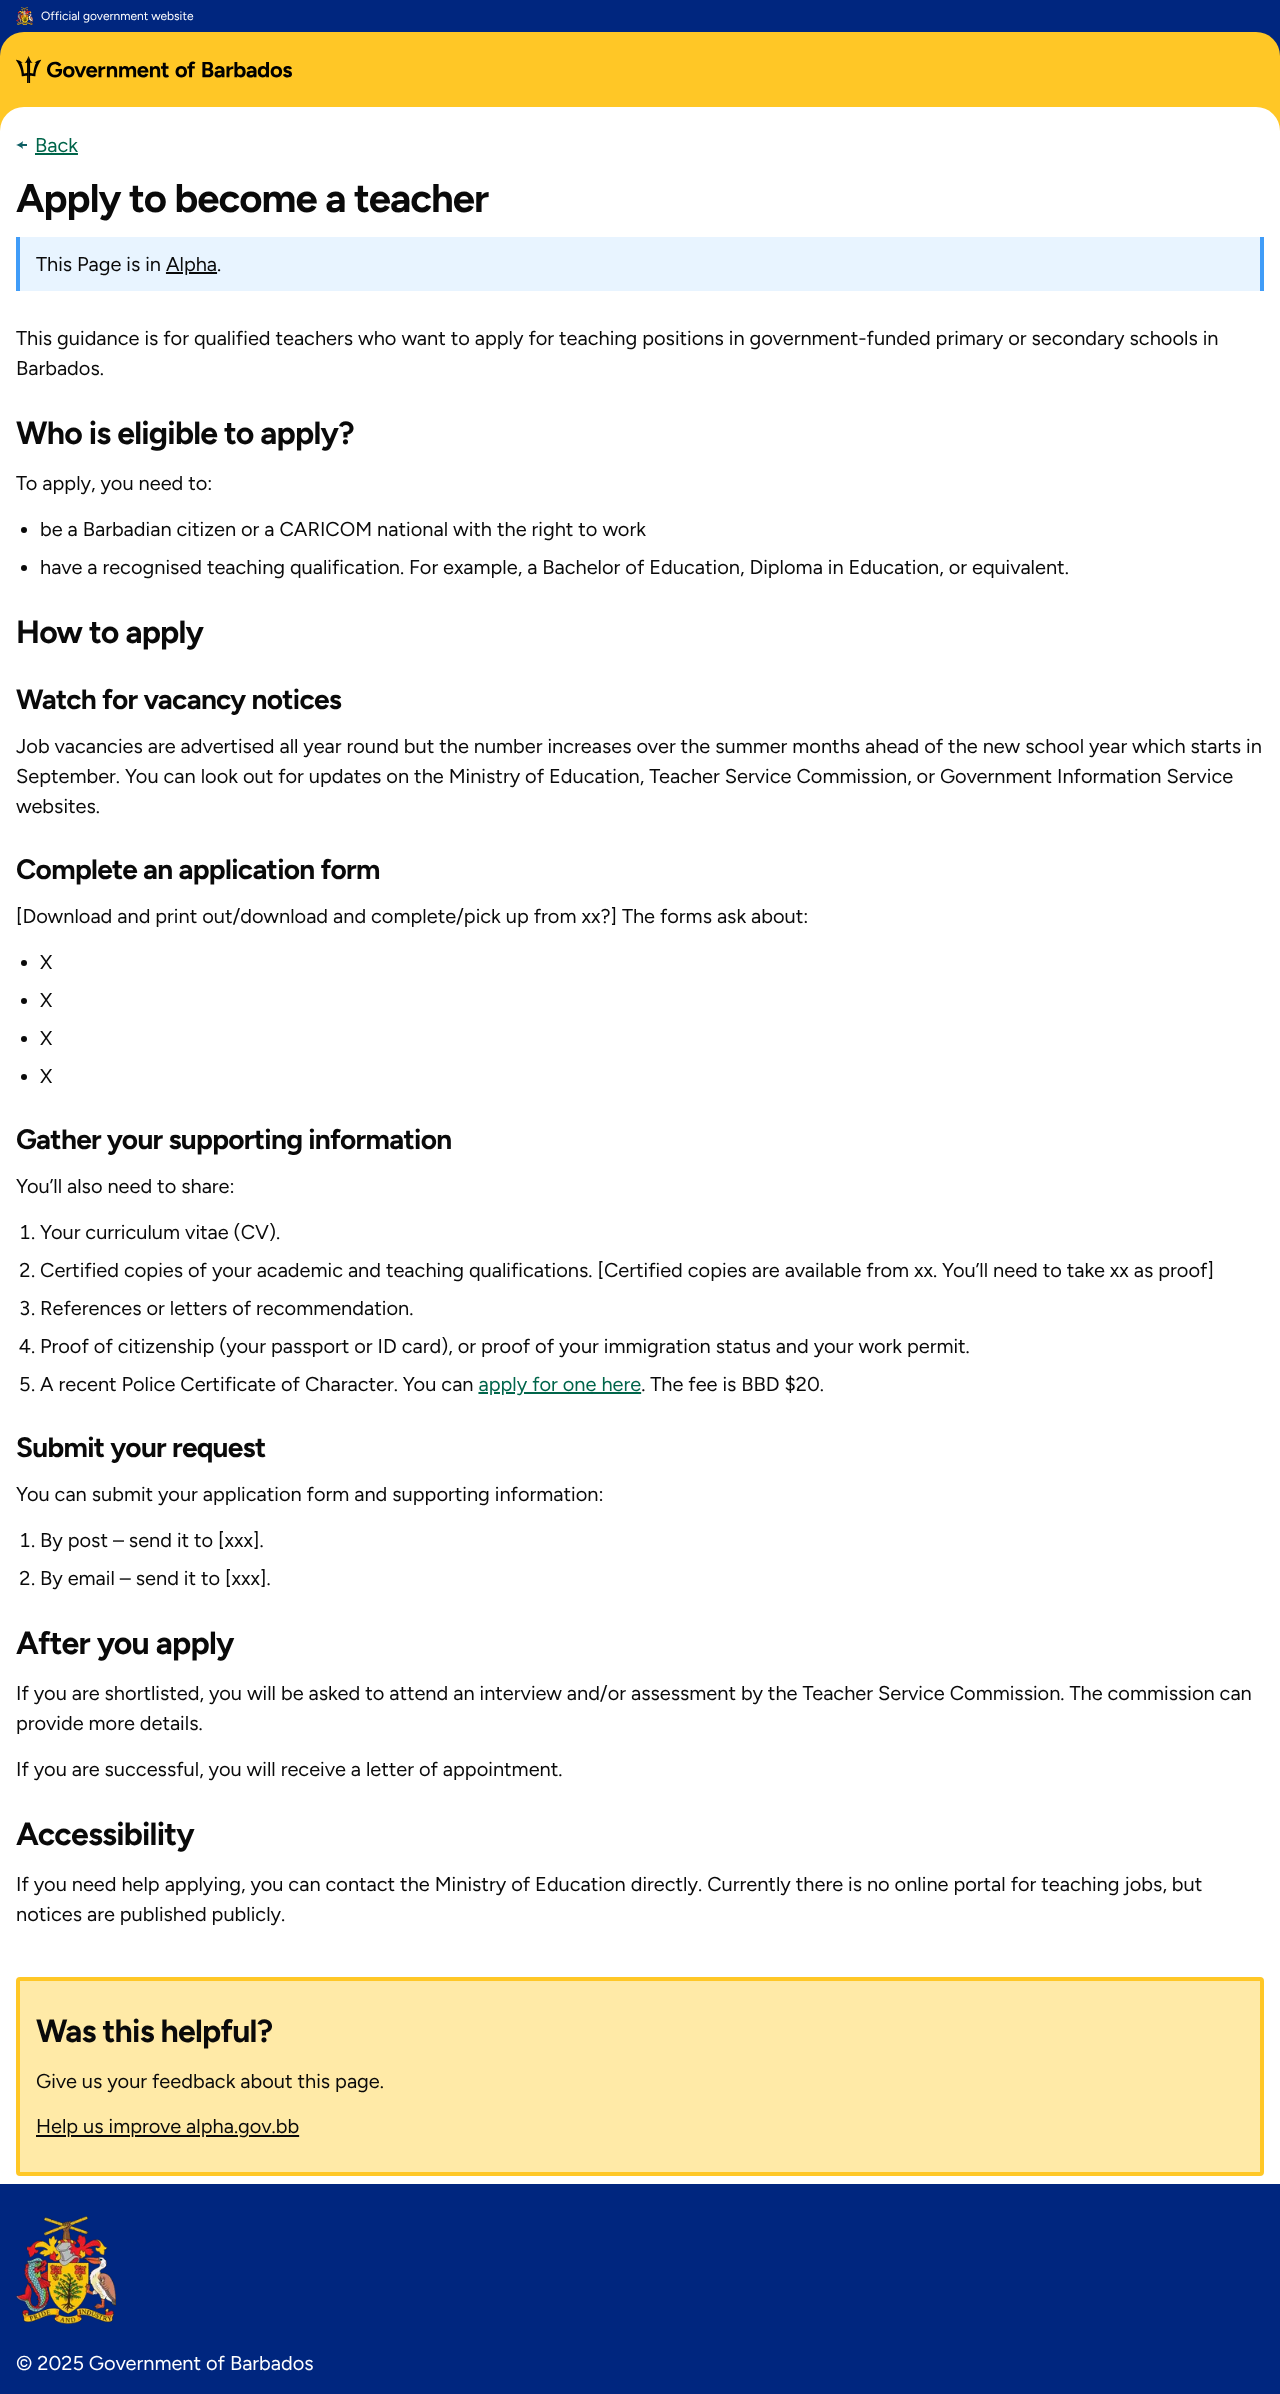 Official government website
Government of Barbados
← Back
Apply to become a teacher
This Page is in Alpha.
This guidance is for qualified teachers who want to apply for teaching positions in government-funded primary or secondary schools in
Barbados.
Who is eligible to apply?
To apply, you need to:
• be a Barbadian citizen or a CARICOM national with the right to work
• have a recognised teaching qualification. For example, a Bachelor of Education, Diploma in Education, or equivalent.
How to apply
Watch for vacancy notices
Job vacancies are advertised all year round but the number increases over the summer months ahead of the new school year which starts in
September. You can look out for updates on the Ministry of Education, Teacher Service Commission, or Government Information Service
websites.
Complete an application form
[Download and print out/download and complete/pick up from xx?] The forms ask about:
• X
• X
• X
• X
Gather your supporting information
You’ll also need to share:
1. Your curriculum vitae (CV).
2. Certified copies of your academic and teaching qualifications. [Certified copies are available from xx. You’ll need to take xx as proof]
3. References or letters of recommendation.
4. Proof of citizenship (your passport or ID card), or proof of your immigration status and your work permit.
5. A recent Police Certificate of Character. You can apply for one here. The fee is BBD $20.
Submit your request
You can submit your application form and supporting information:
1. By post – send it to [xxx].
2. By email – send it to [xxx].
After you apply
If you are shortlisted, you will be asked to attend an interview and/or assessment by the Teacher Service Commission. The commission can
provide more details.
If you are successful, you will receive a letter of appointment.
Accessibility
If you need help applying, you can contact the Ministry of Education directly. Currently there is no online portal for teaching jobs, but
notices are published publicly.
Was this helpful?
Give us your feedback about this page.
Help us improve alpha.gov.bb
PRIDE AND INDUSTRY
© 2025 Government of Barbados